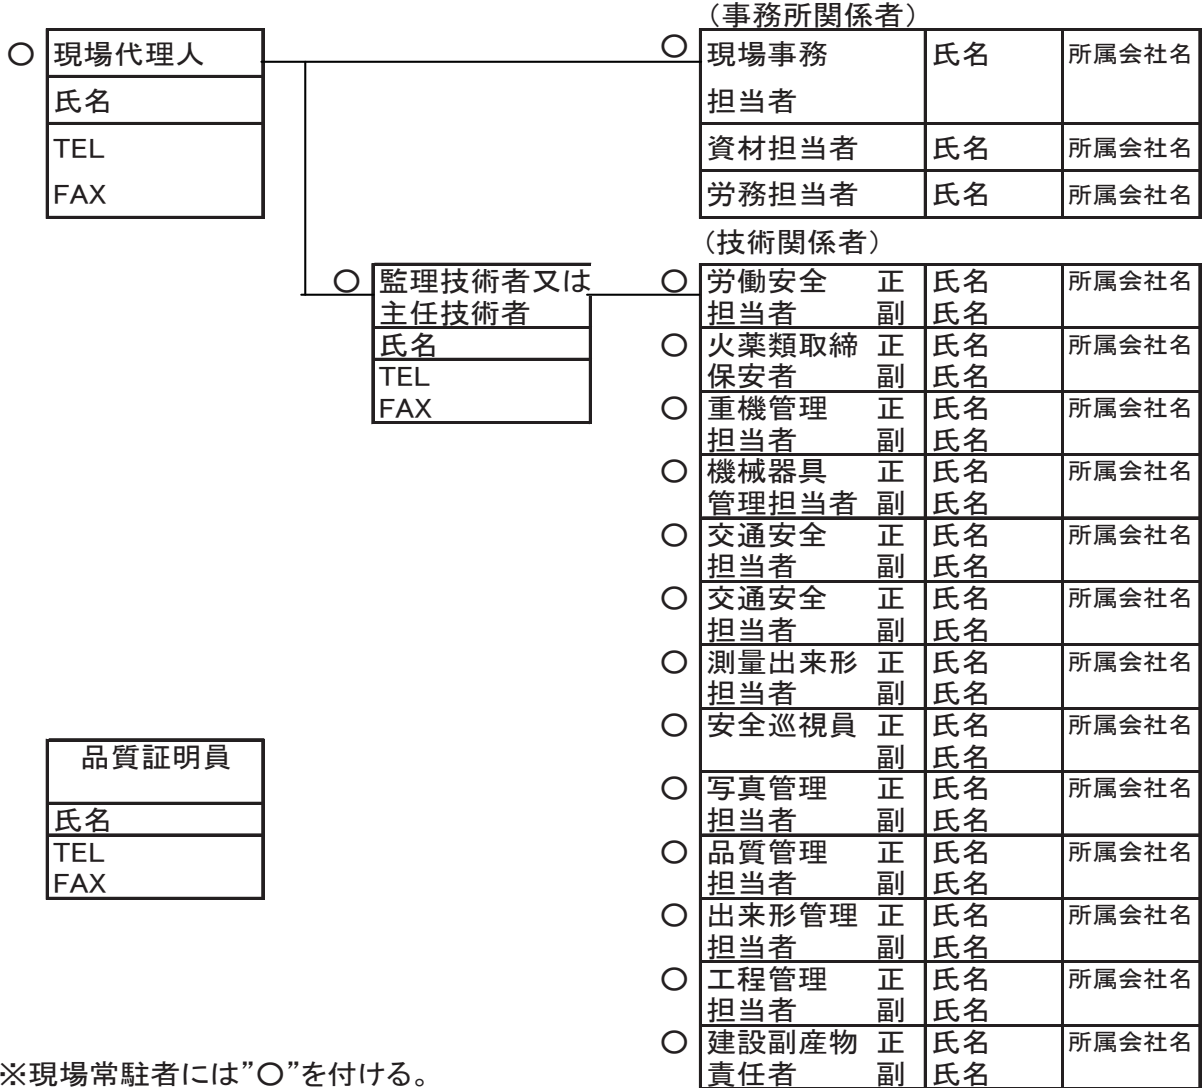 （事務所関係者）
○ 現場代理人
氏名
TEL
FAX
○ 現場事務 氏名 所属会社名
担当者
資材担当者 氏名 所属会社名
労務担当者 氏名 所属会社名
（技術関係者）
○ 監理技術者又は
主任技術者
氏名
TEL
FAX
○ 労働安全 正 氏名 所属会社名
担当者 副 氏名
○ 火薬類取締 正 氏名 所属会社名
保安者 副 氏名
○ 重機管理 正 氏名 所属会社名
担当者 副 氏名
○ 機械器具 正 氏名 所属会社名
管理担当者 副 氏名
○ 交通安全 正 氏名 所属会社名
担当者 副 氏名
○ 交通安全 正 氏名 所属会社名
担当者 副 氏名
○ 測量出来形 正 氏名 所属会社名
担当者 副 氏名
○ 安全巡視員 正 氏名 所属会社名
副 氏名
○ 写真管理 正 氏名 所属会社名
担当者 副 氏名
○ 品質管理 正 氏名 所属会社名
担当者 副 氏名
○ 出来形管理 正 氏名 所属会社名
担当者 副 氏名
○ 工程管理 正 氏名 所属会社名
担当者 副 氏名
○ 建設副産物 正 氏名 所属会社名
責任者 副 氏名
品質証明員
氏名
TEL
FAX
※現場常駐者には”○”を付ける。